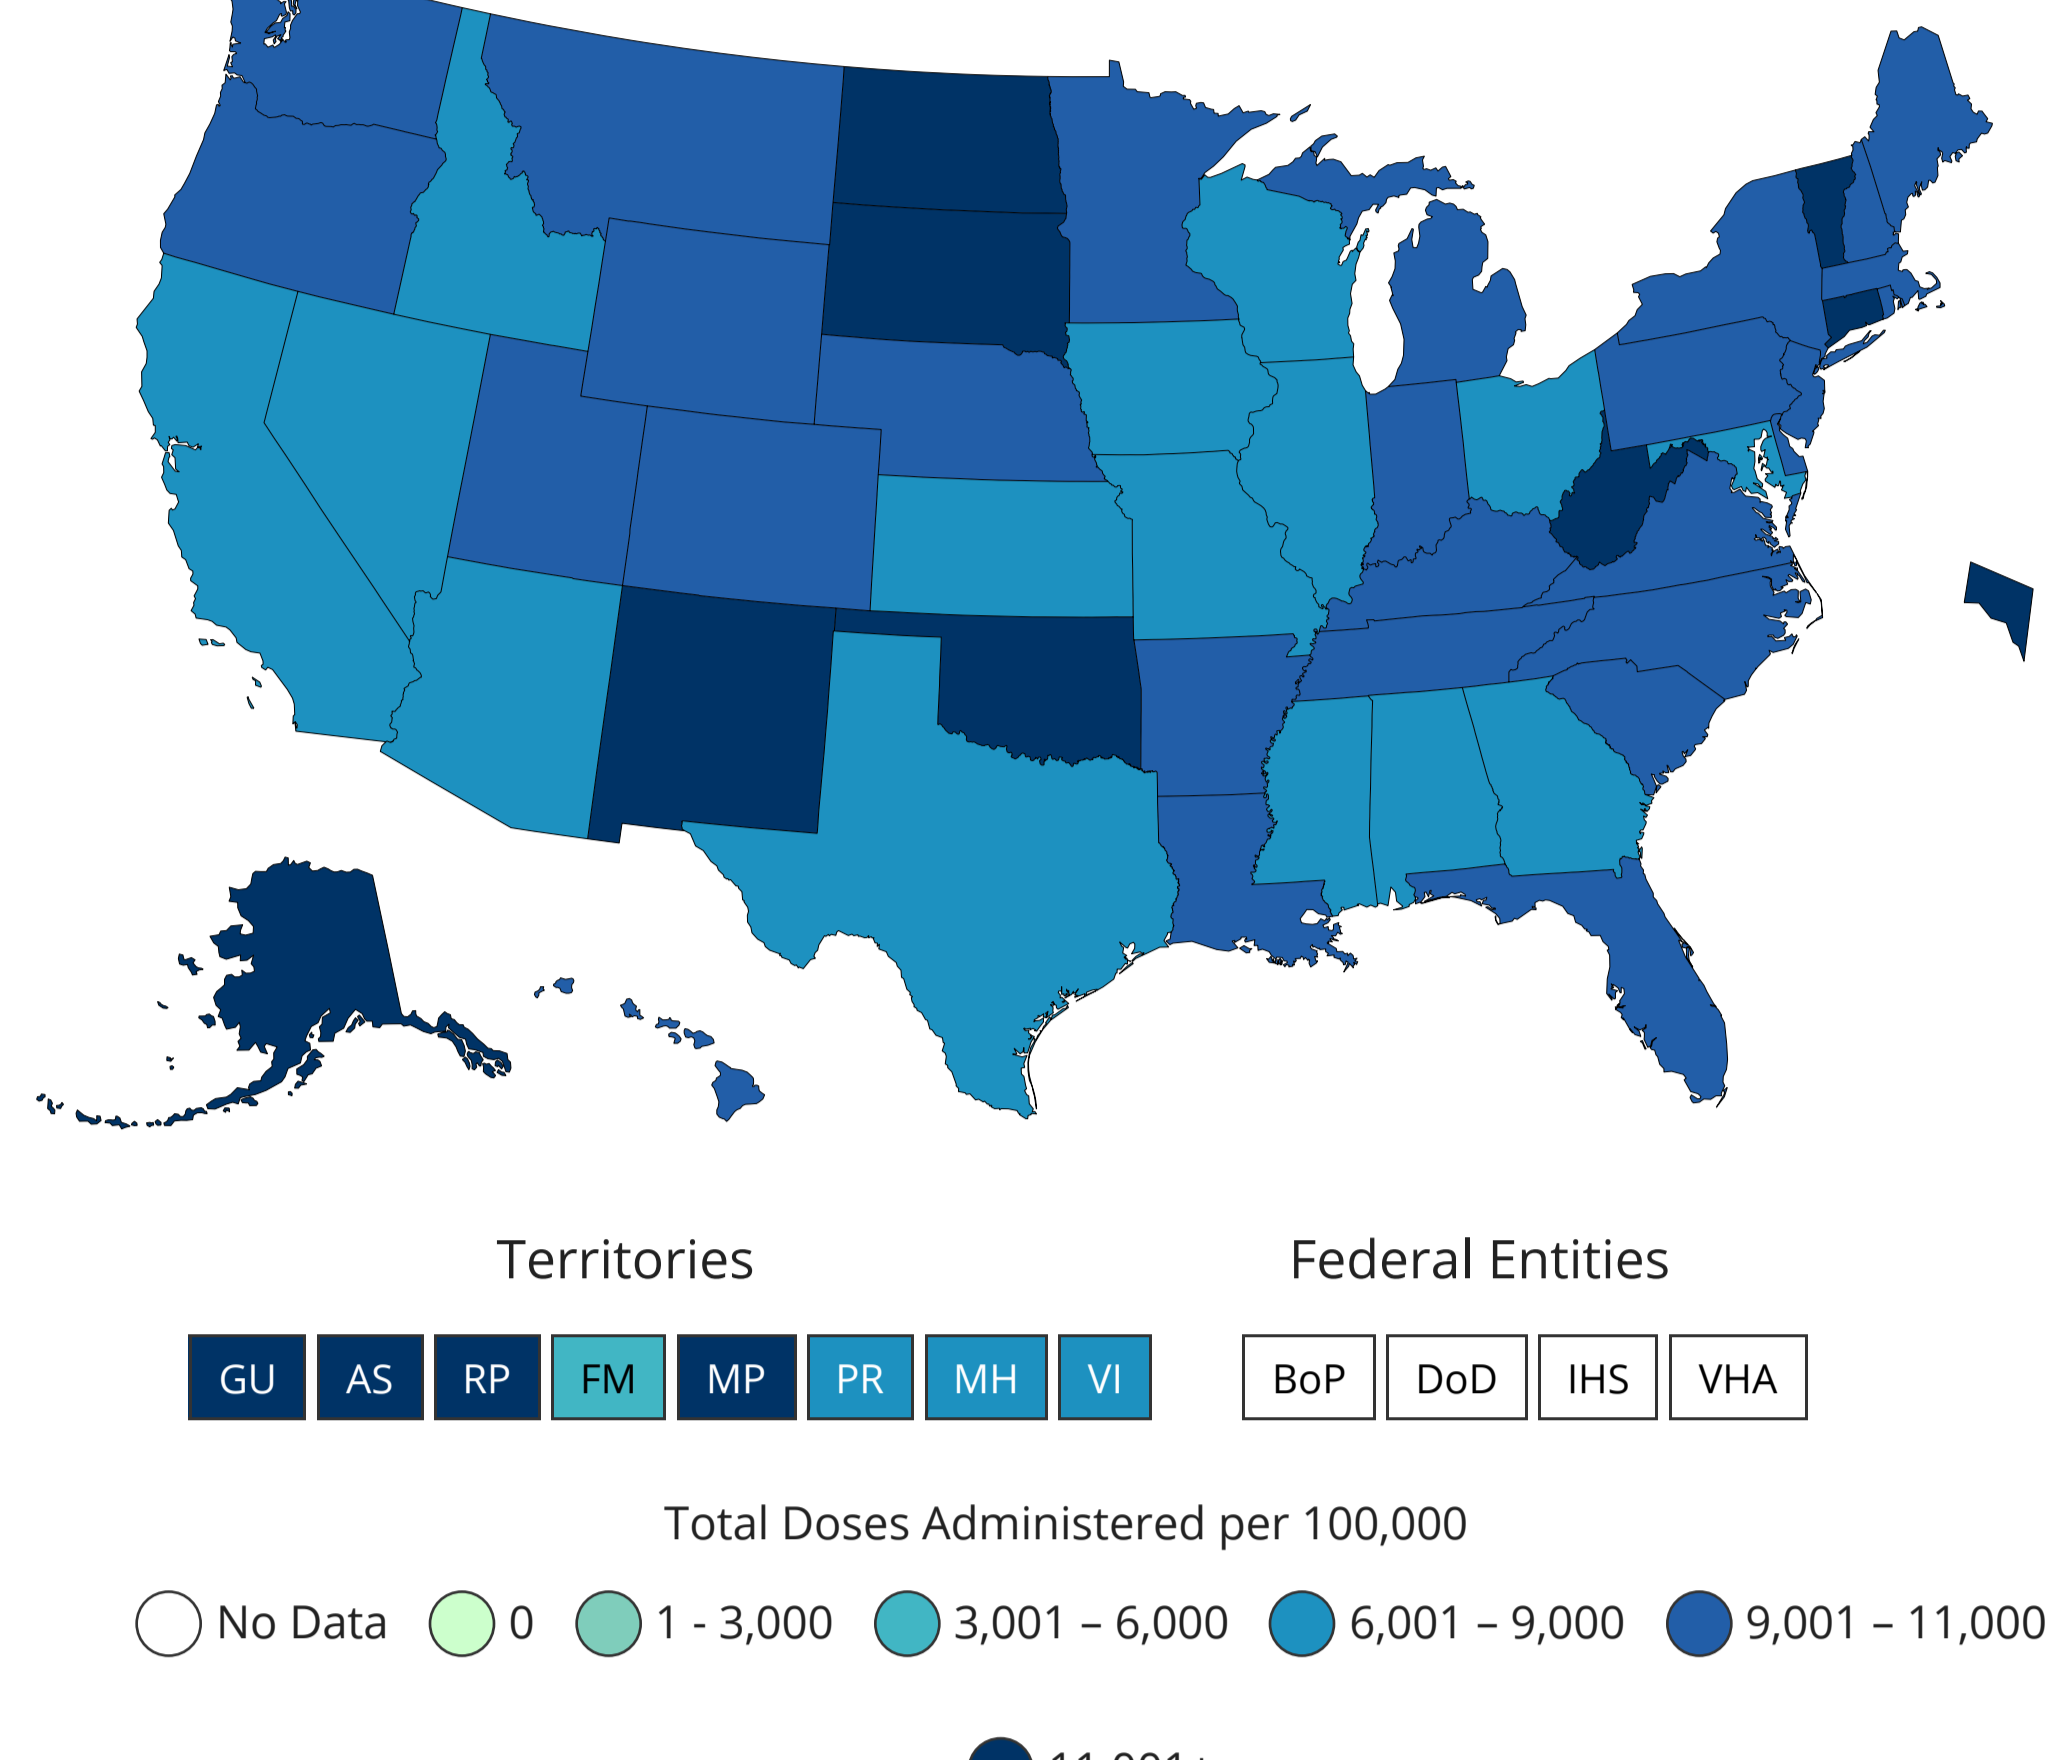 Territories
Federal Entities
GU AS RP FM MP PR MH VI
BoP DoD IHS VHA
Total Doses Administered per 100,000
No Data 0 1 - 3,000 3,001 – 6,000 6,001 – 9,000 9,001 – 11,000
11,001+